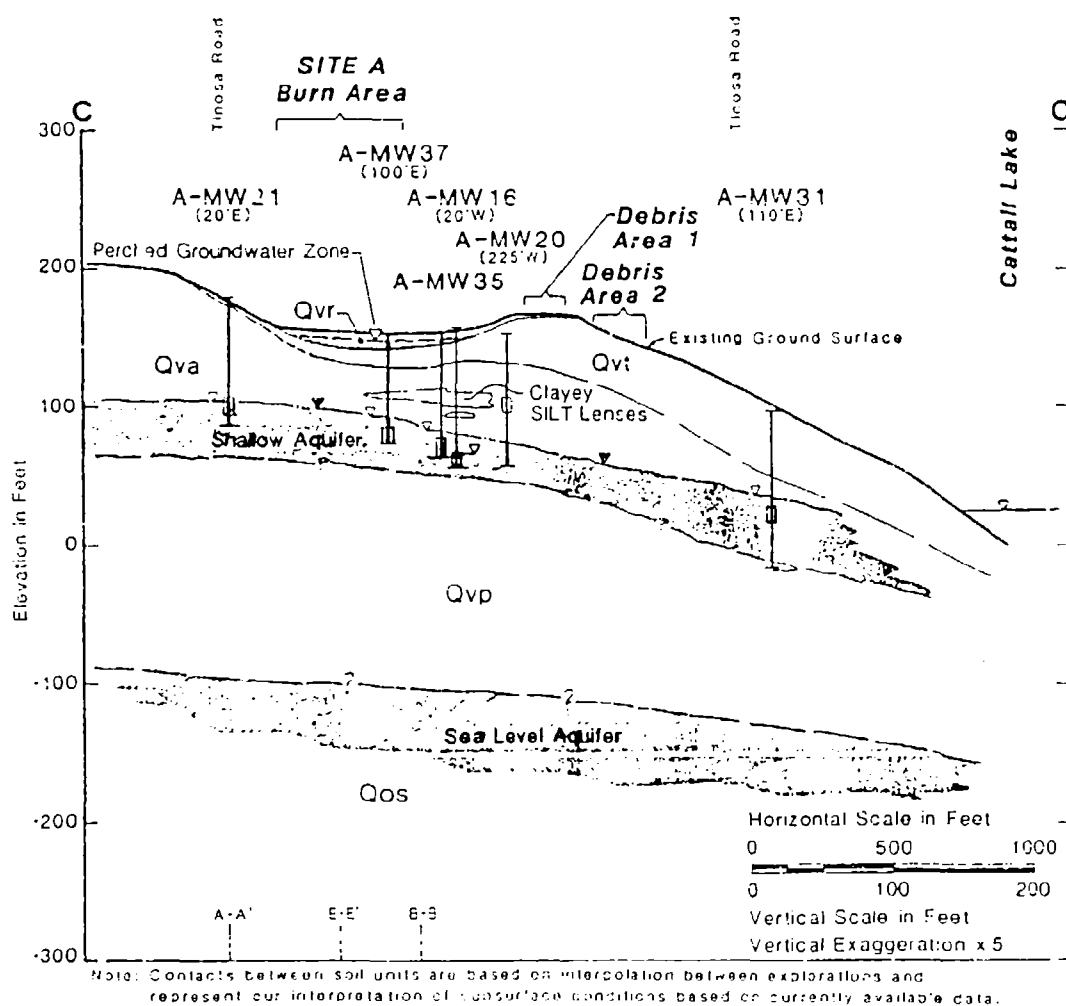 Tinosa Road
Tinosa Road
SITE A
Burn Area
C
C
300
A-MW37
(100'E)
A-MW21
(20'E)
A-MW16
(20'W)
A-MW31
(110'E)
Cattail Lake
Debris
Area 1
A-MW20
(225'W)
Perched Groundwater Zone
Debris
Area 2
A-MW35
200
Qvr
Existing Ground Surface
Qva
Qvt
Clayey
SILT Lenses
100
Shallow Aquifer
Elevation in Feet
0
Qvp
-100
?
?
Sea Level Aquifer
Qos
-200
Horizontal Scale in Feet
0 500 1000
0 100 200
Vertical Scale in Feet
Vertical Exaggeration x 5
A-A'
E-E'
B-B
-300
Note: Contacts between soil units are based on interpolation between explorations and
represent our interpretation of subsurface conditions based on currently available data.